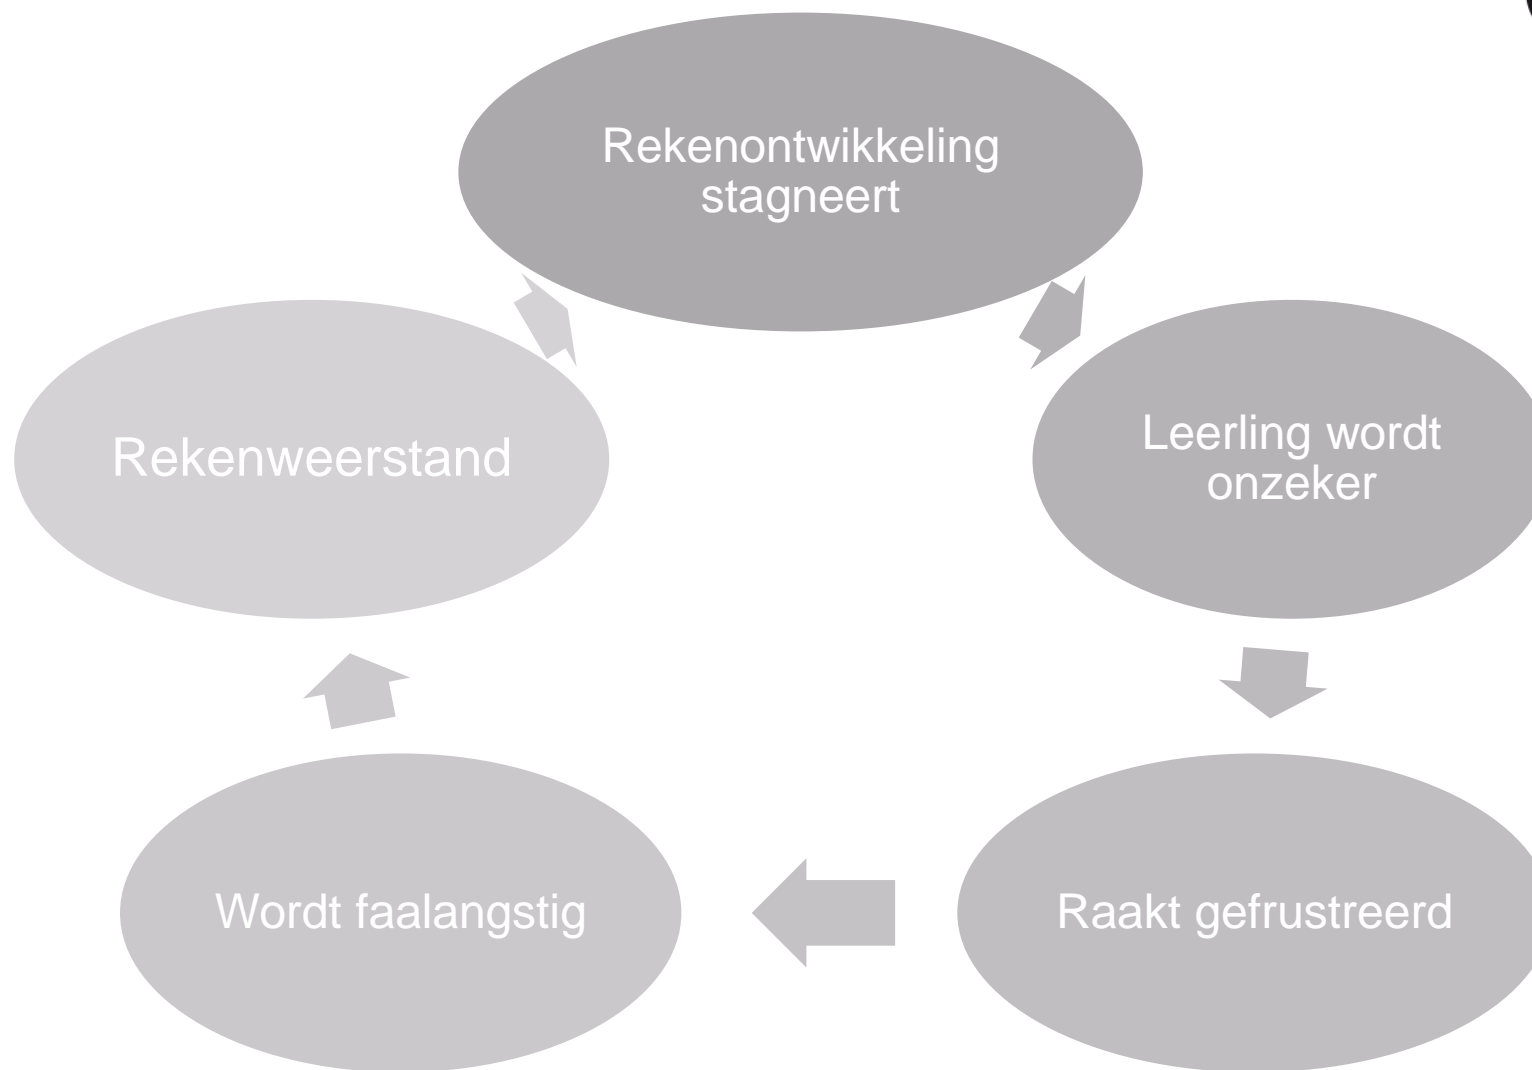 Rekenontwikkeling
stagneert
Leerling wordt
onzeker
Raakt gefrustreerd
Wordt faalangstig
Rekenweerstand